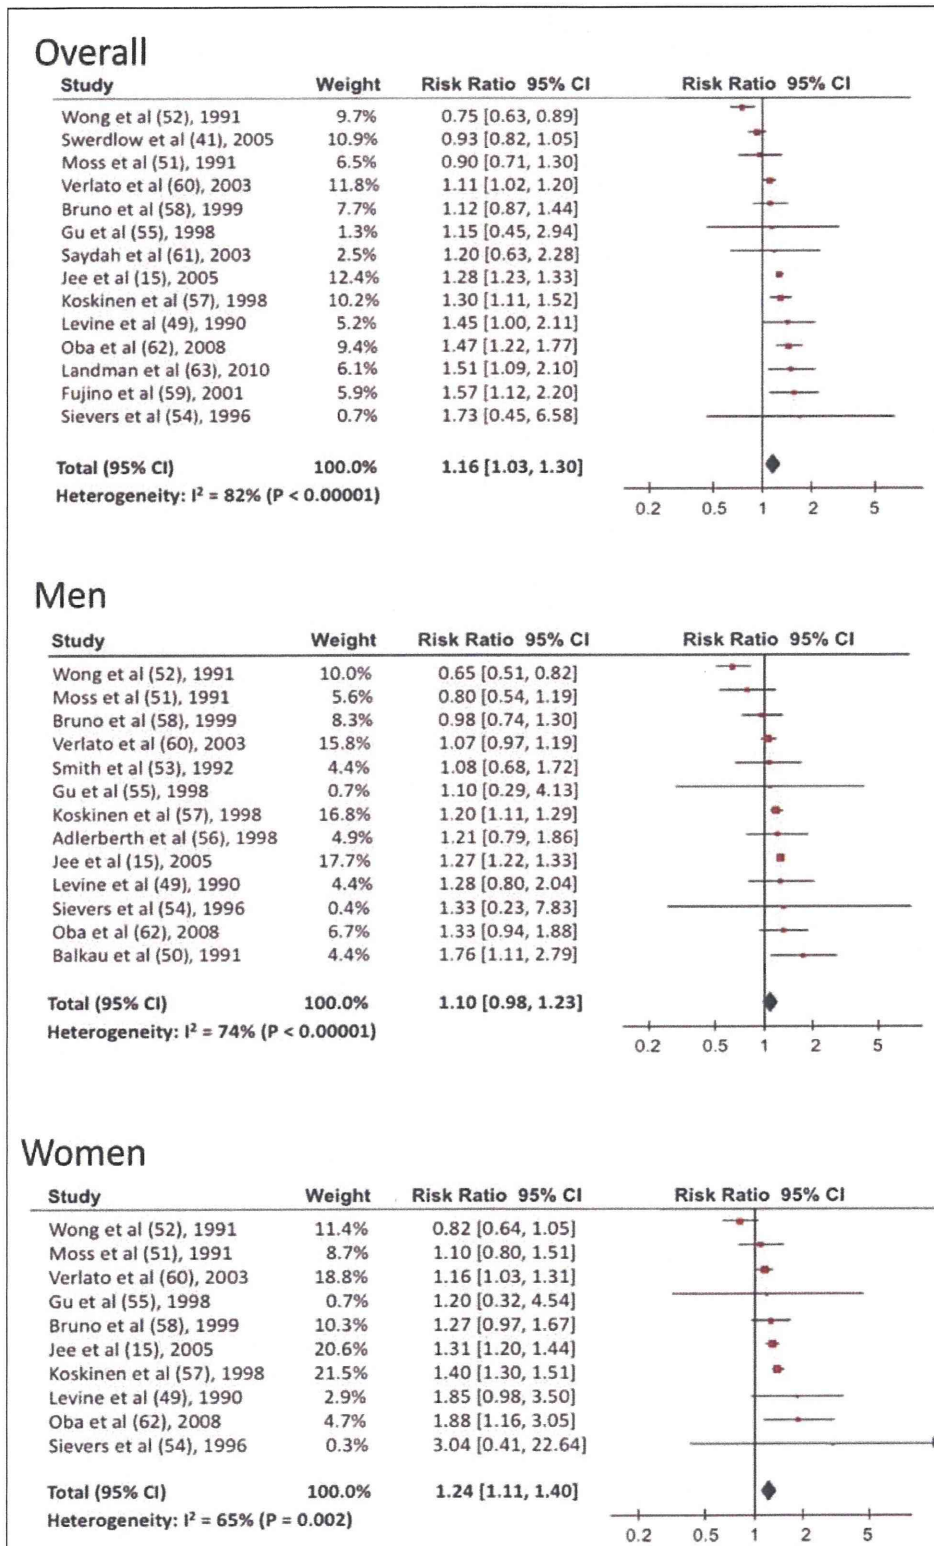 Overall
Study Weight Risk Ratio 95% CI Risk Ratio 95% CI
Wong et al (52), 1991 9.7% 0.75 [0.63, 0.89]
Swerdlow et al (41), 2005 10.9% 0.93 [0.82, 1.05]
Moss et al (51), 1991 6.5% 0.90 [0.71, 1.30]
Verlato et al (60), 2003 11.8% 1.11 [1.02, 1.20]
Bruno et al (58), 1999 7.7% 1.12 [0.87, 1.44]
Gu et al (55), 1998 1.3% 1.15 [0.45, 2.94]
Saydah et al (61), 2003 2.5% 1.20 [0.63, 2.28]
Jee et al (15), 2005 12.4% 1.28 [1.23, 1.33]
Koskinen et al (57), 1998 10.2% 1.30 [1.11, 1.52]
Levine et al (49), 1990 5.2% 1.45 [1.00, 2.11]
Oba et al (62), 2008 9.4% 1.47 [1.22, 1.77]
Landman et al (63), 2010 6.1% 1.51 [1.09, 2.10]
Fujino et al (59), 2001 5.9% 1.57 [1.12, 2.20]
Sievers et al (54), 1996 0.7% 1.73 [0.45, 6.58]
Total (95% CI) 100.0% 1.16 [1.03, 1.30]
Heterogeneity: I² = 82% (P < 0.00001)
0.2 0.5 1 2 5
Men
Study Weight Risk Ratio 95% CI Risk Ratio 95% CI
Wong et al (52), 1991 10.0% 0.65 [0.51, 0.82]
Moss et al (51), 1991 5.6% 0.80 [0.54, 1.19]
Bruno et al (58), 1999 8.3% 0.98 [0.74, 1.30]
Verlato et al (60), 2003 15.8% 1.07 [0.97, 1.19]
Smith et al (53), 1992 4.4% 1.08 [0.68, 1.72]
Gu et al (55), 1998 0.7% 1.10 [0.29, 4.13]
Koskinen et al (57), 1998 16.8% 1.20 [1.11, 1.29]
Adlerberth et al (56), 1998 4.9% 1.21 [0.79, 1.86]
Jee et al (15), 2005 17.7% 1.27 [1.22, 1.33]
Levine et al (49), 1990 4.4% 1.28 [0.80, 2.04]
Sievers et al (54), 1996 0.4% 1.33 [0.23, 7.83]
Oba et al (62), 2008 6.7% 1.33 [0.94, 1.88]
Balkau et al (50), 1991 4.4% 1.76 [1.11, 2.79]
Total (95% CI) 100.0% 1.10 [0.98, 1.23]
Heterogeneity: I² = 74% (P < 0.00001)
0.2 0.5 1 2 5
Women
Study Weight Risk Ratio 95% CI Risk Ratio 95% CI
Wong et al (52), 1991 11.4% 0.82 [0.64, 1.05]
Moss et al (51), 1991 8.7% 1.10 [0.80, 1.51]
Verlato et al (60), 2003 18.8% 1.16 [1.03, 1.31]
Gu et al (55), 1998 0.7% 1.20 [0.32, 4.54]
Bruno et al (58), 1999 10.3% 1.27 [0.97, 1.67]
Jee et al (15), 2005 20.6% 1.31 [1.20, 1.44]
Koskinen et al (57), 1998 21.5% 1.40 [1.30, 1.51]
Levine et al (49), 1990 2.9% 1.85 [0.98, 3.50]
Oba et al (62), 2008 4.7% 1.88 [1.16, 3.05]
Sievers et al (54), 1996 0.3% 3.04 [0.41, 22.64]
Total (95% CI) 100.0% 1.24 [1.11, 1.40]
Heterogeneity: I² = 65% (P = 0.002)
0.2 0.5 1 2 5